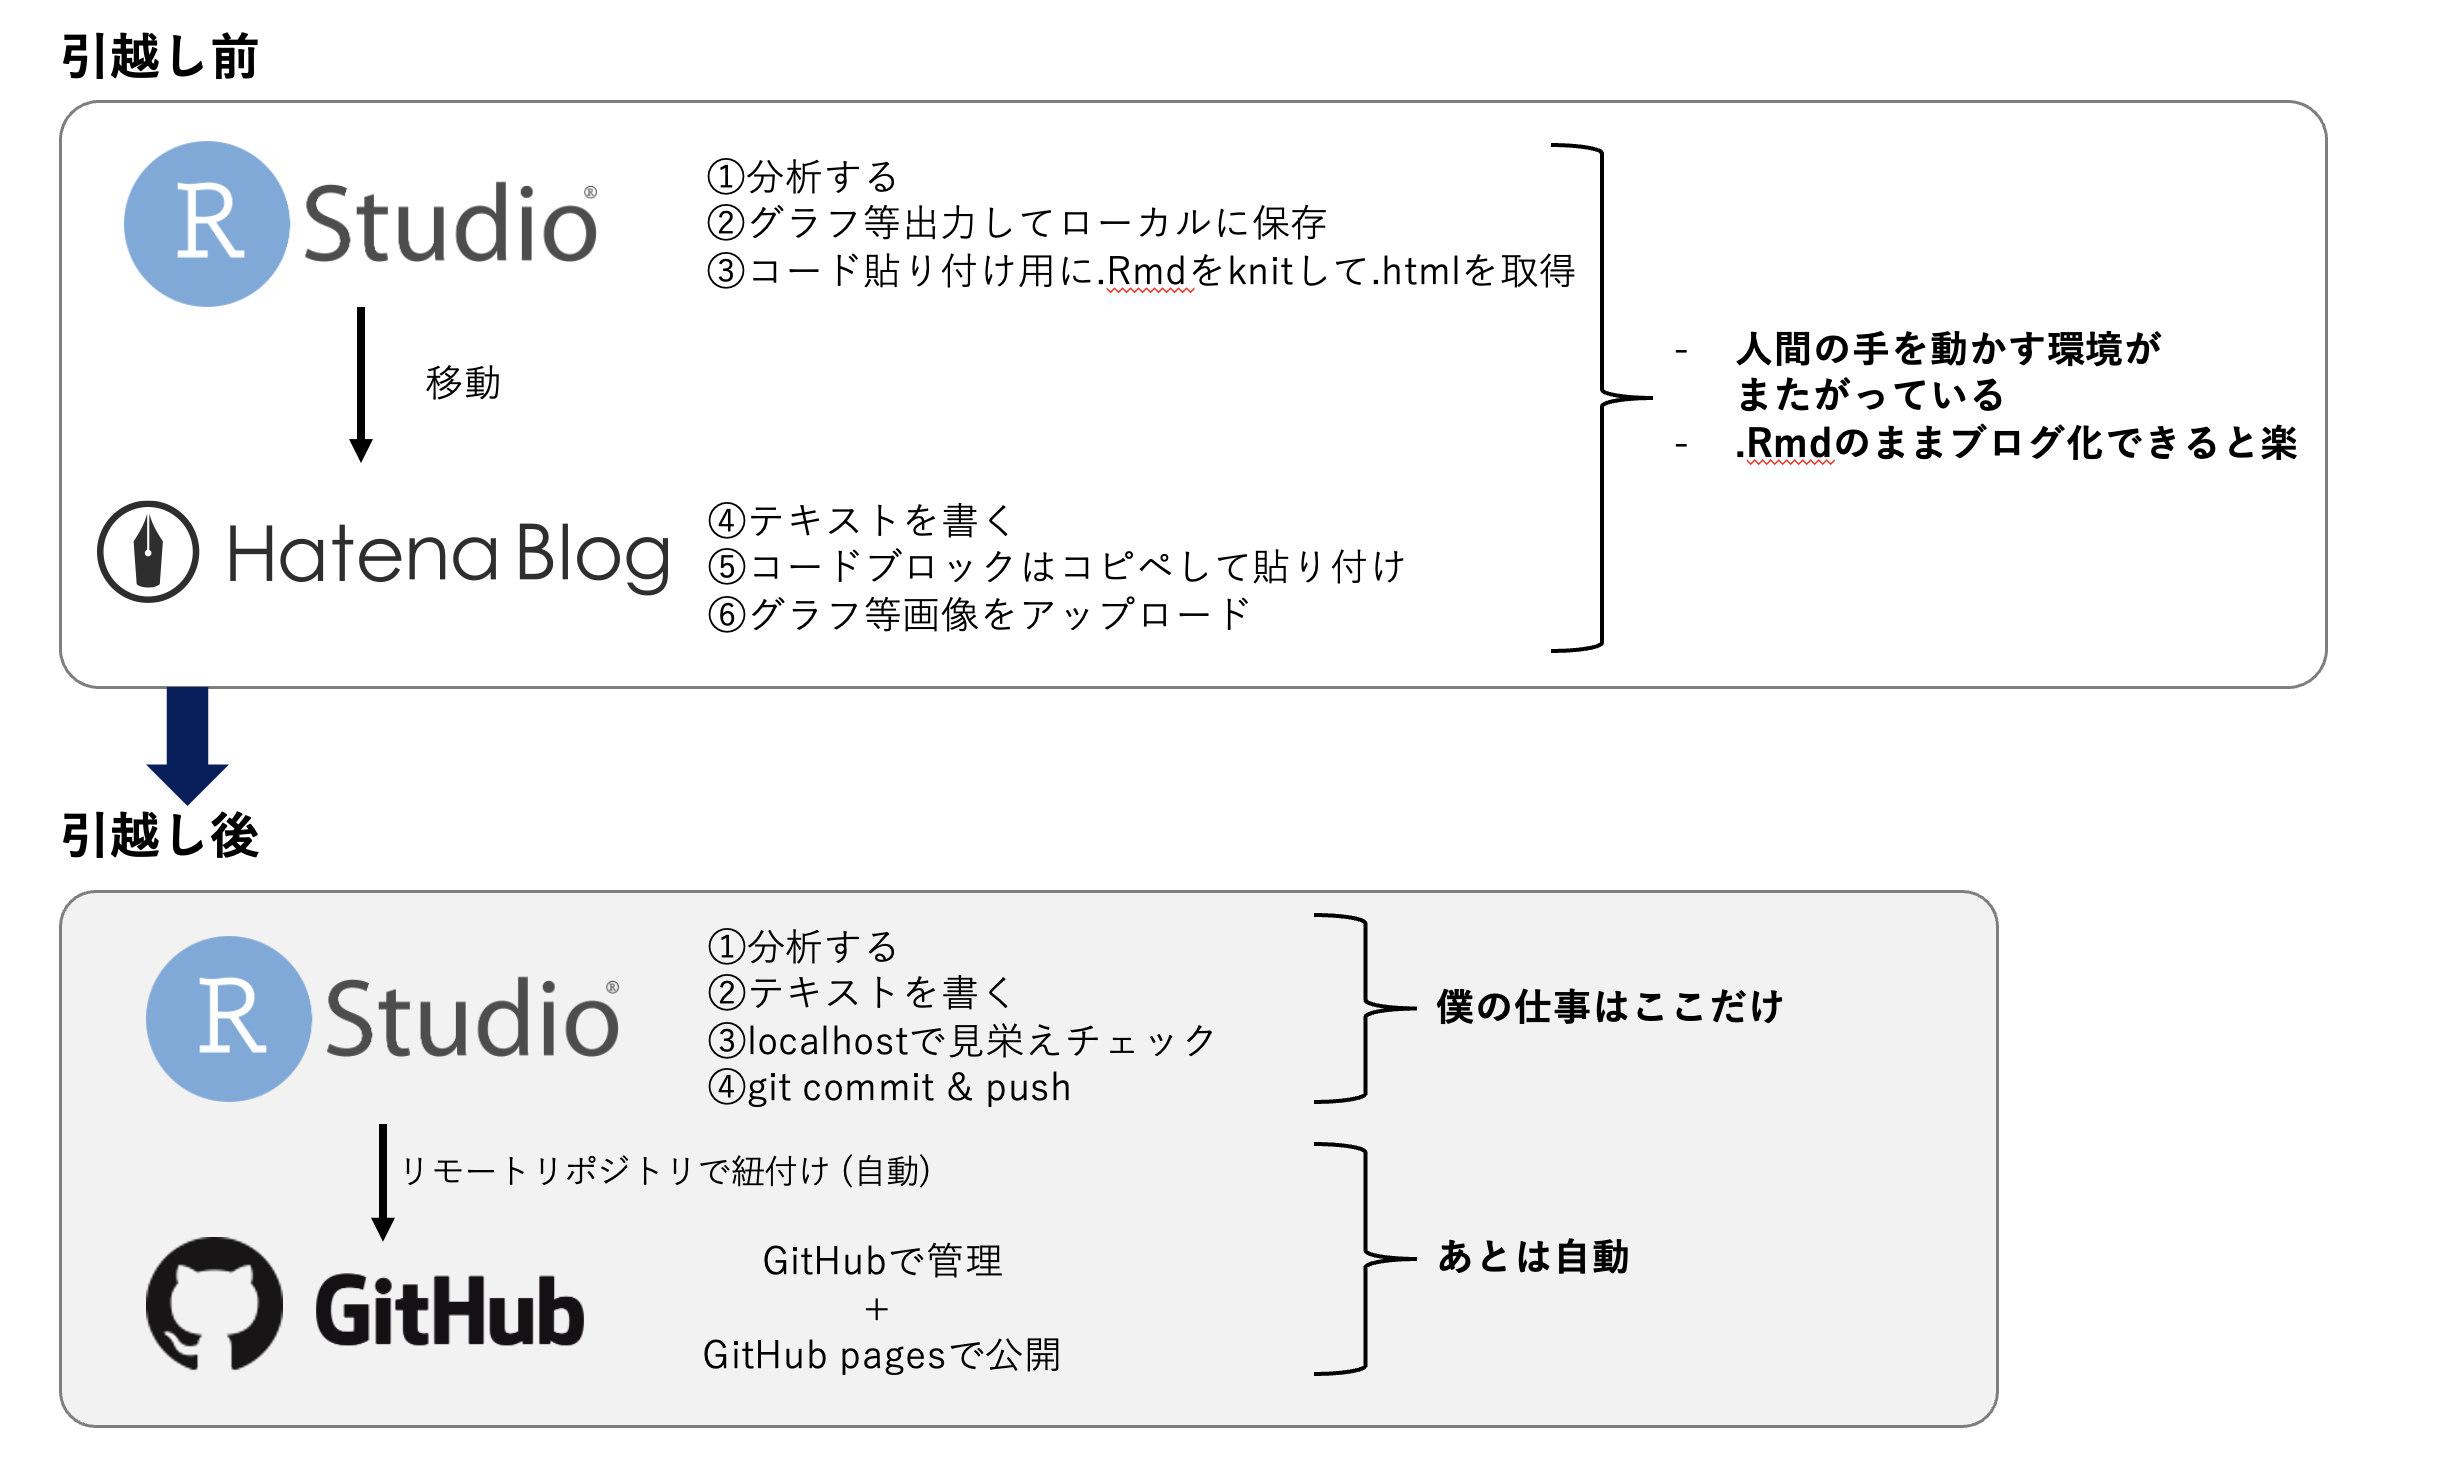 引越し前
R Studio®
①分析する
②グラフ等出力してローカルに保存
③コード貼り付け用に.Rmdをknitして.htmlを取得
移動
Hatena Blog
④テキストを書く
⑤コードブロックはコピペして貼り付け
⑥グラフ等画像をアップロード
- 人間の手を動かす環境が
またがっている
- .Rmdのままブログ化できると楽
引越し後
R Studio®
①分析する
②テキストを書く
③localhostで見栄えチェック
④git commit & push
僕の仕事はここだけ
リモートリポジトリで紐付け (自動)
GitHub
GitHubで管理
+
GitHub pagesで公開
あとは自動